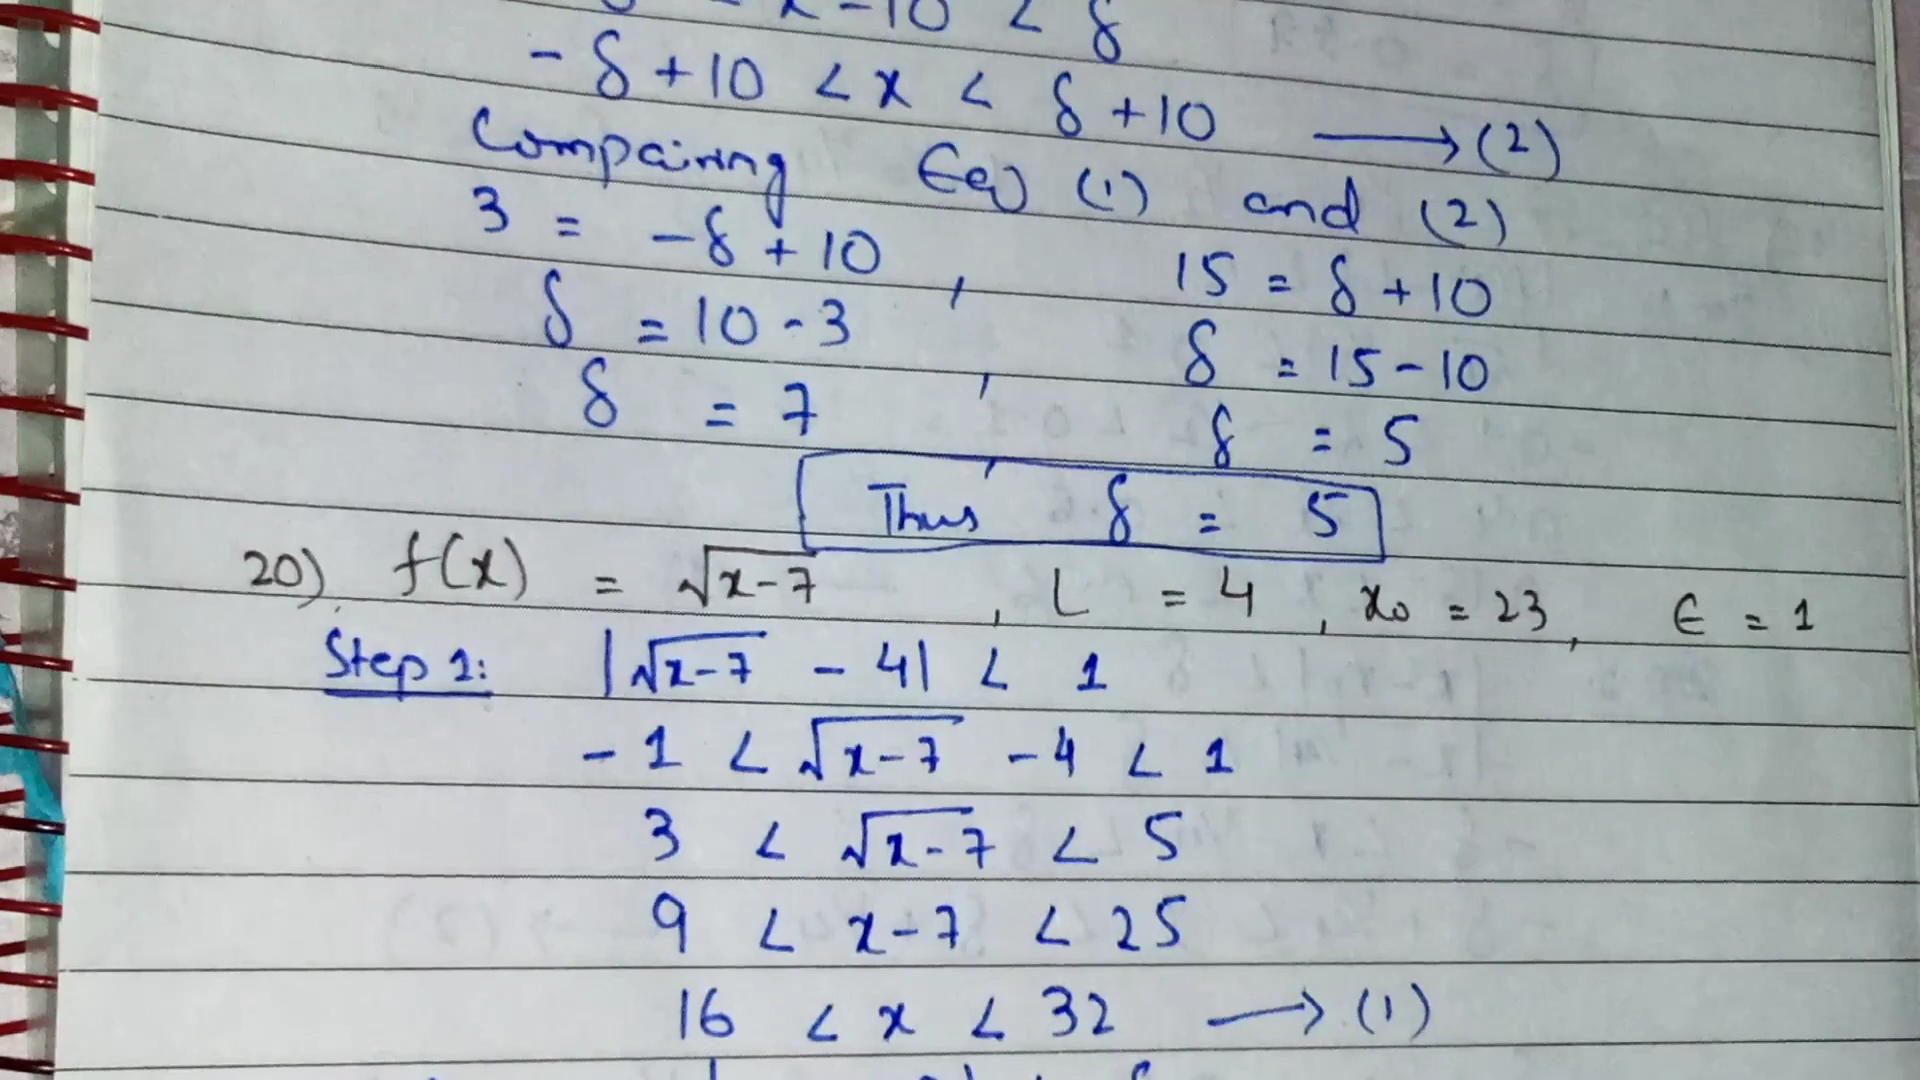 x - 10 < δ
- δ + 10 < x < δ + 10 → (2)
Compairing Eq (1) and (2)
3 = -δ + 10 , 15 = δ + 10
δ = 10 - 3 , δ = 15 - 10
δ = 7 , δ = 5
Thus δ = 5
20) f(x) = √x-7 , L = 4 , x₀ = 23, ϵ = 1
Step 1: |√x-7 - 4| < 1
- 1 < √x-7 - 4 < 1
3 < √x-7 < 5
9 < x-7 < 25
16 < x < 32 → (1)